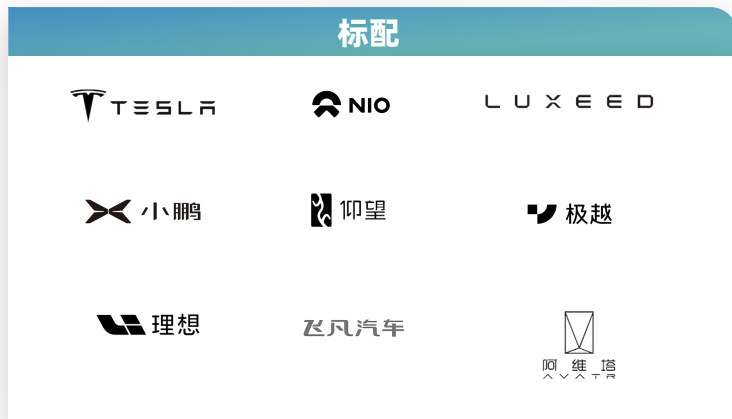 标配
TESLA
NIO
LUXEED
小鹏
仰望
极越
理想
飞凡汽车
阿维塔
AVATR